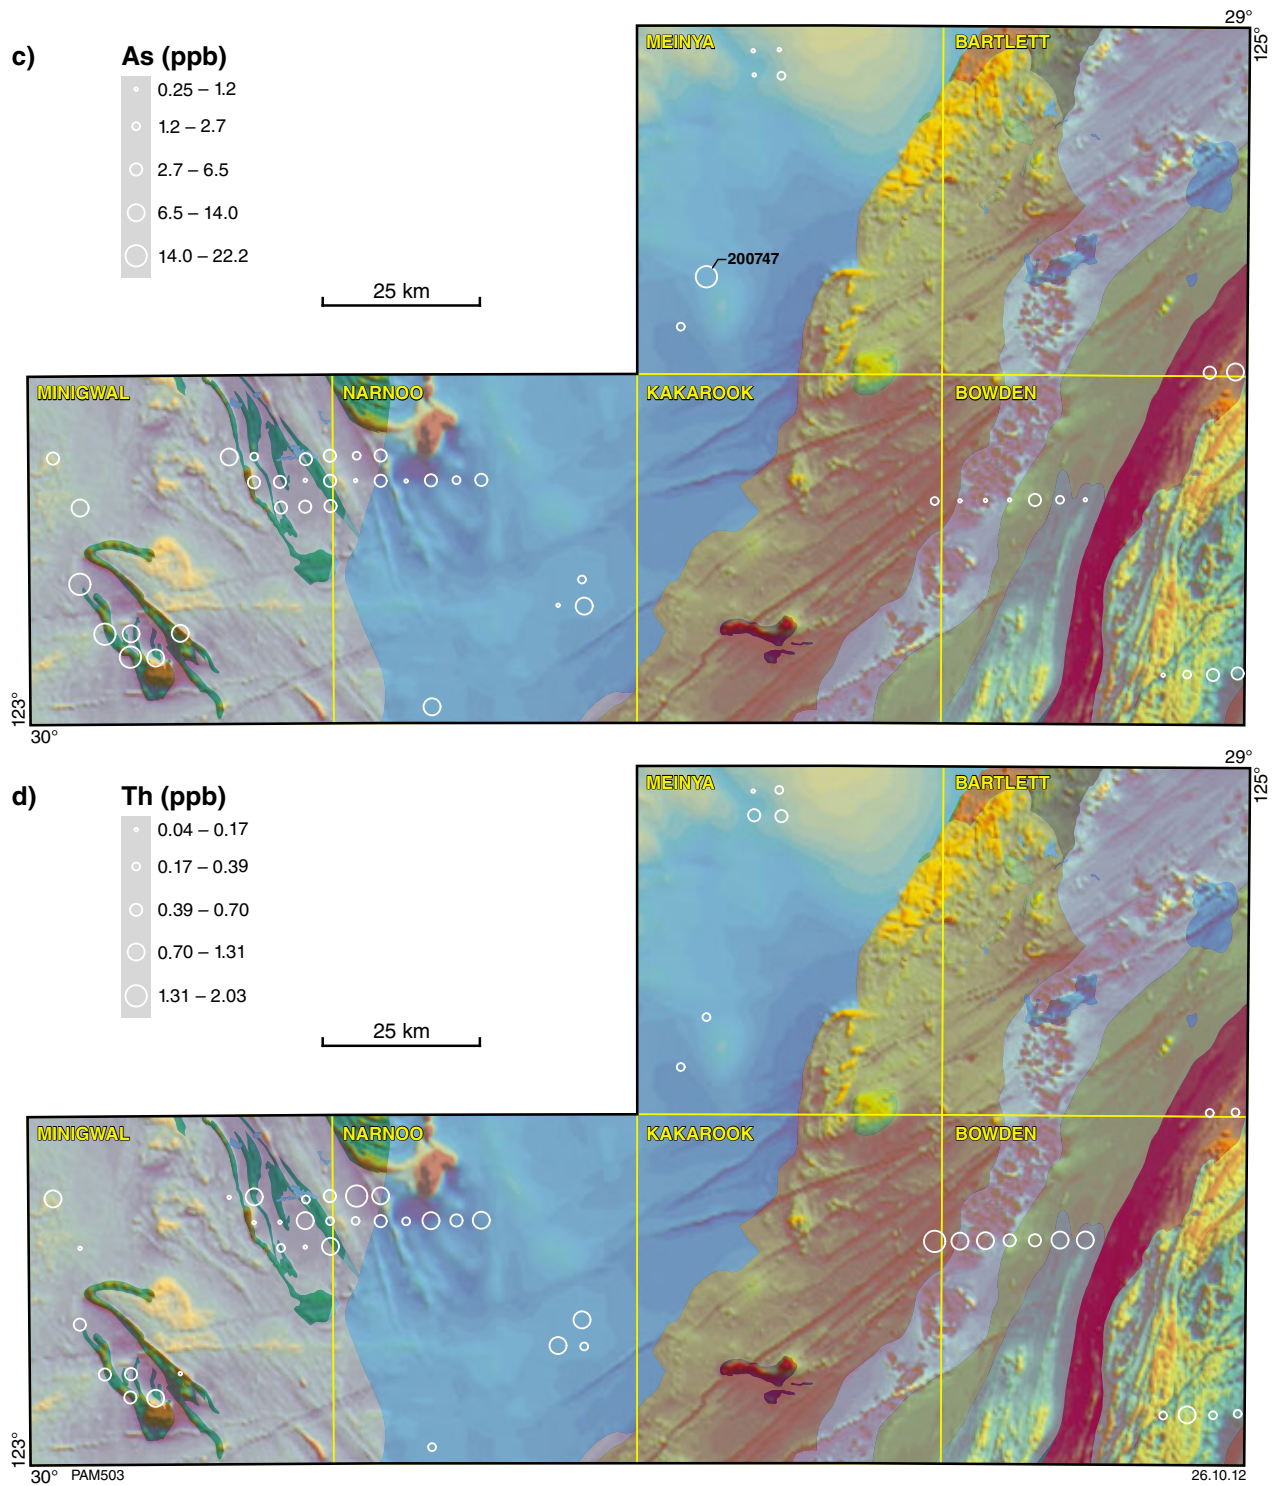 29°
125°
c)
As (ppb)
0.25 – 1.2
1.2 – 2.7
2.7 – 6.5
6.5 – 14.0
14.0 – 22.2
25 km
MEINYA
BARTLETT
200747
MINIGWAL
NARNOO
KAKAROOK
BOWDEN
123°
30°
29°
125°
d)
Th (ppb)
0.04 – 0.17
0.17 – 0.39
0.39 – 0.70
0.70 – 1.31
1.31 – 2.03
25 km
MEINYA
BARTLETT
MINIGWAL
NARNOO
KAKAROOK
BOWDEN
123°
30°
PAM503
26.10.12